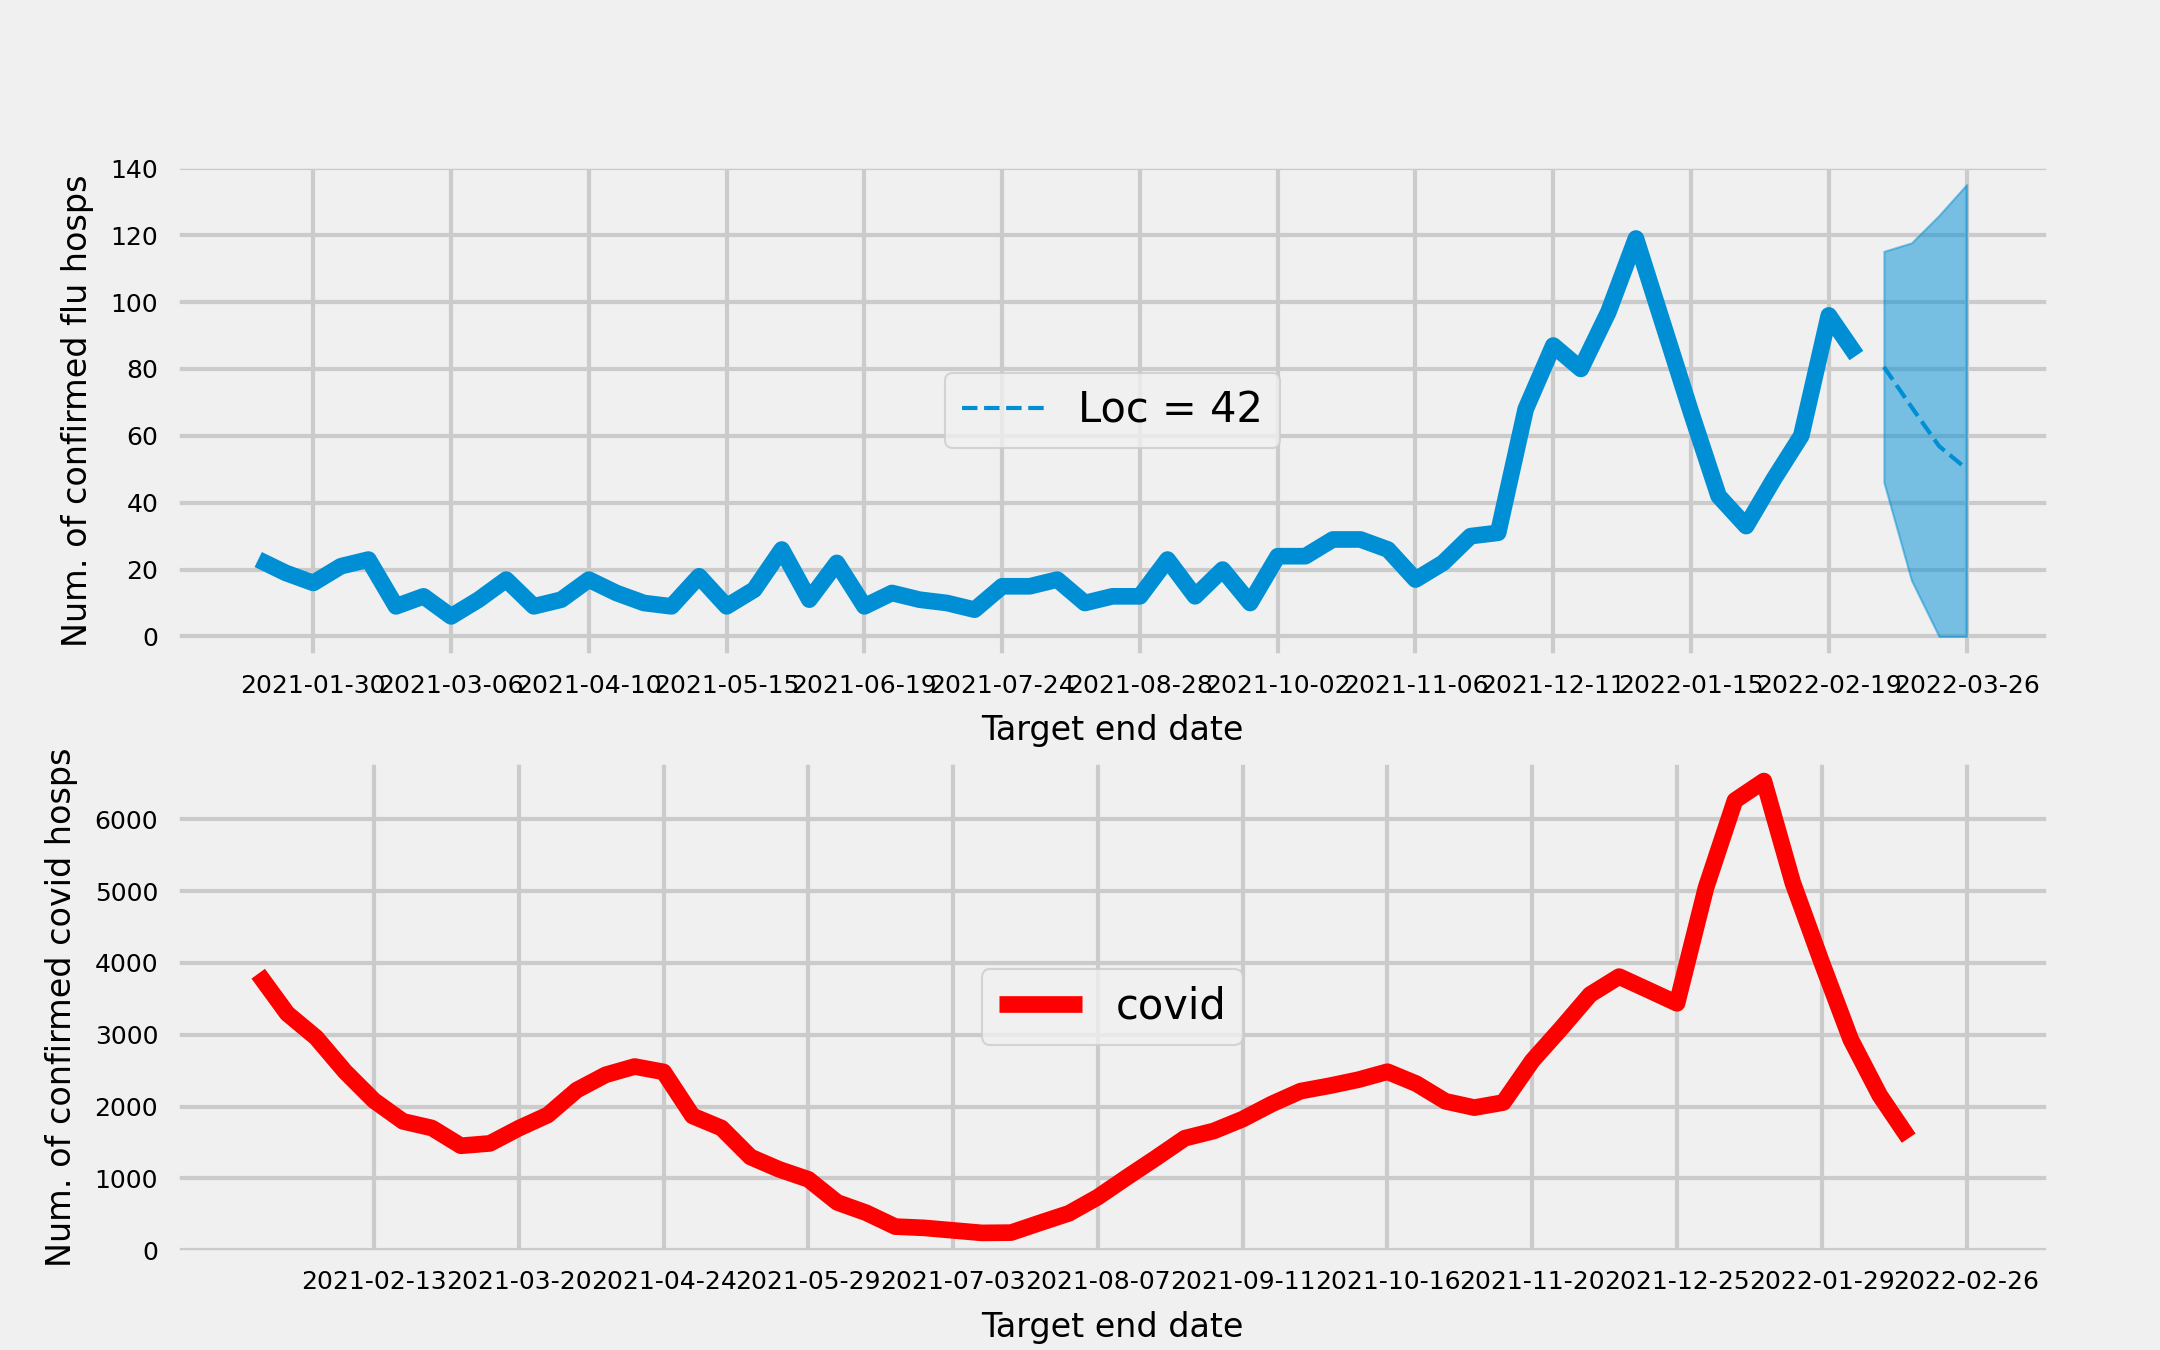 Num. of confirmed flu hosps
140
120
100
80
60
40
20
0
Loc = 42
2021-01-30 2021-03-06 2021-04-10 2021-05-15 2021-06-19 2021-07-24 2021-08-28 2021-10-02 2021-11-06 2021-12-11 2022-01-15 2022-02-19 2022-03-26
Target end date
Num. of confirmed covid hosps
6000
5000
4000
3000
2000
1000
0
covid
2021-02-13 2021-03-20 2021-04-24 2021-05-29 2021-07-03 2021-08-07 2021-09-11 2021-10-16 2021-11-20 2021-12-25 2022-01-29 2022-02-26
Target end date